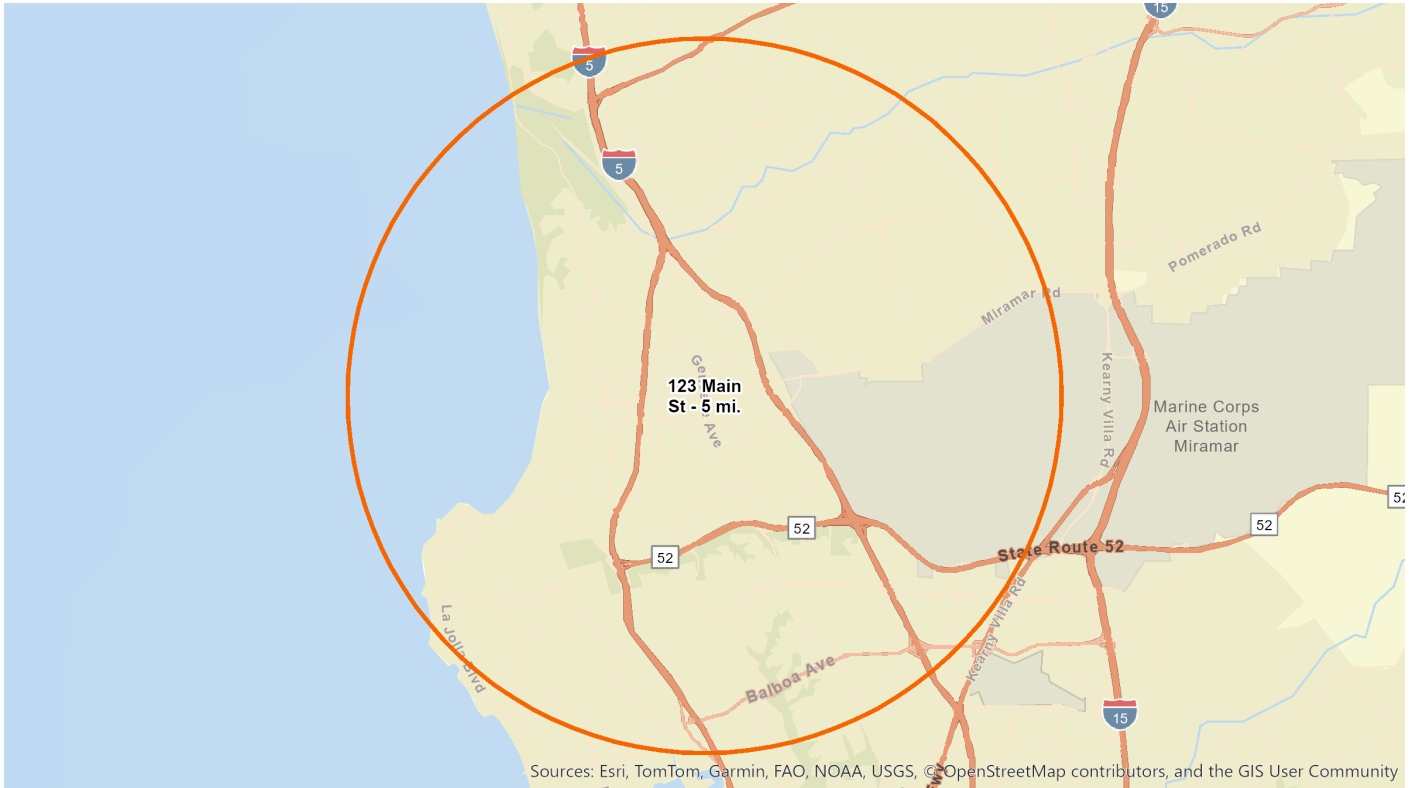 15
5
5
Pomerado Rd
Miramar Rd
Kearny Villa Rd
123 Main
St - 5 mi.
Ave
Marine Corps
Air Station
Miramar
52
52
52
52
State Route 52
La Jolla Blvd
Kearny Villa Rd
Balboa Ave
15
Sources: Esri, TomTom, Garmin, FAO, NOAA, USGS, © OpenStreetMap contributors, and the GIS User Community